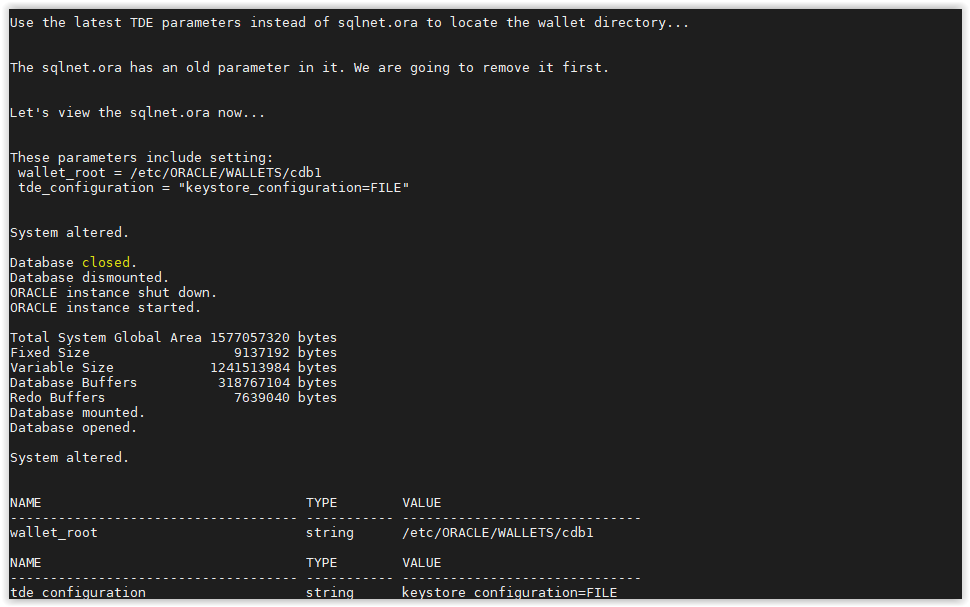 Use the latest TDE parameters instead of sqlnet.ora to locate the wallet directory...
The sqlnet.ora has an old parameter in it. We are going to remove it first.
Let's view the sqlnet.ora now...
These parameters include setting:
wallet_root = /etc/ORACLE/WALLETS/cdb1
tde_configuration = "keystore_configuration=FILE"
System altered.
Database closed.
Database dismounted.
ORACLE instance shut down.
ORACLE instance started.
Total System Global Area 1577057320 bytes
Fixed Size 9137192 bytes
Variable Size 1241513984 bytes
Database Buffers 318767104 bytes
Redo Buffers 7639040 bytes
Database mounted.
Database opened.
System altered.
NAME TYPE VALUE
------------------------------------ ----------- ------------------------------
wallet_root string /etc/ORACLE/WALLETS/cdb1
NAME TYPE VALUE
------------------------------------ ----------- ------------------------------
tde_configuration string keystore_configuration=FILE